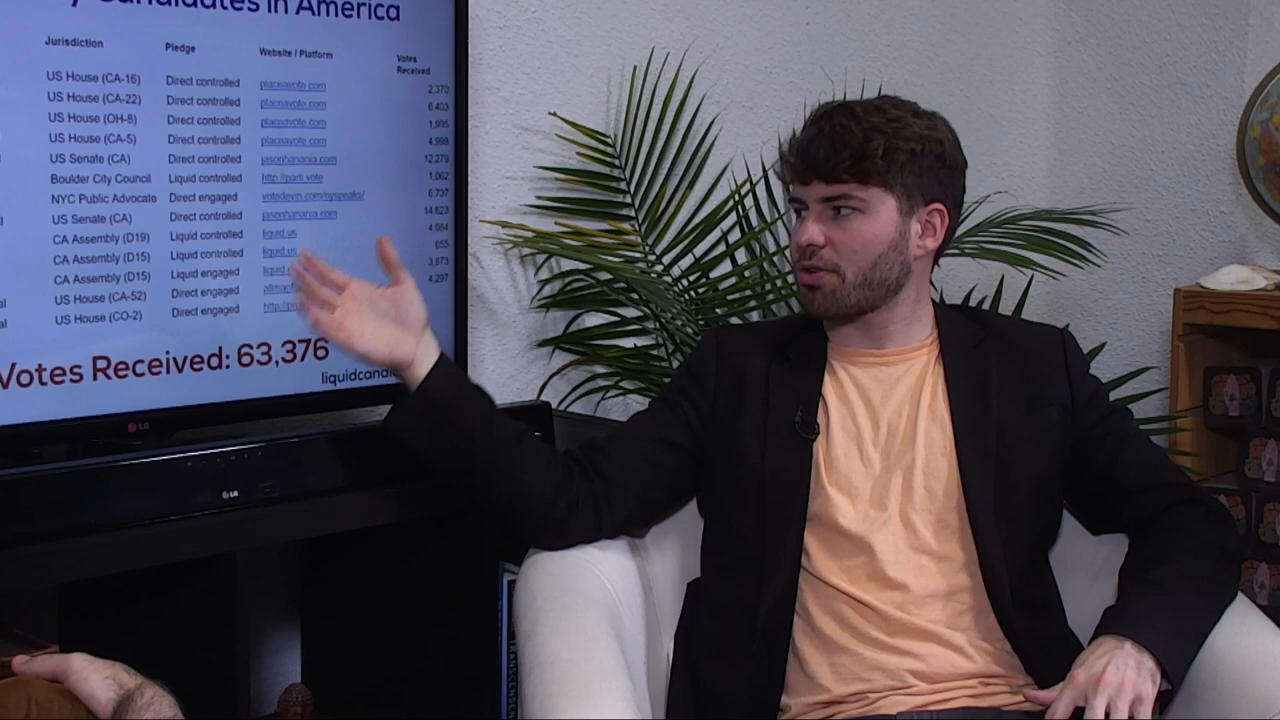 Candidates in America
Jurisdiction Pledge Website / Platform Votes Received
US House (CA-16) Direct controlled placeavote.com 2,370
US House (CA-22) Direct controlled placeavote.com 6,403
US House (OH-8) Direct controlled placeavote.com 1,995
US House (CA-5) Direct controlled placeavote.com 4,998
US Senate (CA) Direct controlled jasonhanania.com 12,279
Boulder City Council Liquid controlled http://parti.vote 1,062
NYC Public Advocate Direct engaged votedevin.com/nyspeaks/ 6,737
US Senate (CA) Direct controlled jasonhanania.com 14,623
CA Assembly (D19) Liquid controlled liquid.us 4,084
CA Assembly (D15) Liquid controlled liquid.us 655
CA Assembly (D15) Liquid engaged 3,873
US House (CA-52) Direct engaged 4,297
US House (CO-2) Direct engaged
Votes Received: 63,376
LG
LG